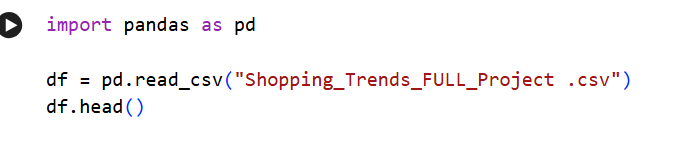 import pandas as pd
df = pd.read_csv("Shopping_Trends_FULL_Project .csv")
df.head()